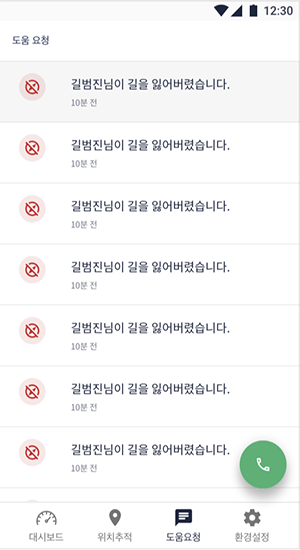 12:30
도움 요청
길범진님이 길을 잃어버렸습니다.
10분 전
길범진님이 길을 잃어버렸습니다.
10분 전
길범진님이 길을 잃어버렸습니다.
10분 전
길범진님이 길을 잃어버렸습니다.
10분 전
길범진님이 길을 잃어버렸습니다.
10분 전
길범진님이 길을 잃어버렸습니다.
10분 전
길범진님이 길을 잃어버렸습니다.
10분 전
대시보드 위치추적 도움요청 환경설정